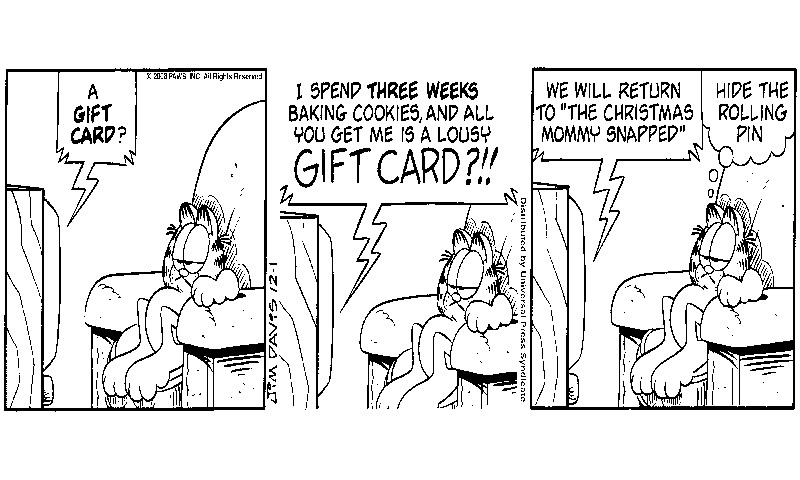 © 2008 PAWS, INC. All Rights Reserved.
A
GIFT
CARD?
I SPEND THREE WEEKS
BAKING COOKIES, AND ALL
YOU GET ME IS A LOUSY
GIFT CARD?!!
JIM DAVIS 12·1
Distributed by Universal Press Syndicate
WE WILL RETURN
TO "THE CHRISTMAS
MOMMY SNAPPED"
HIDE THE
ROLLING
PIN